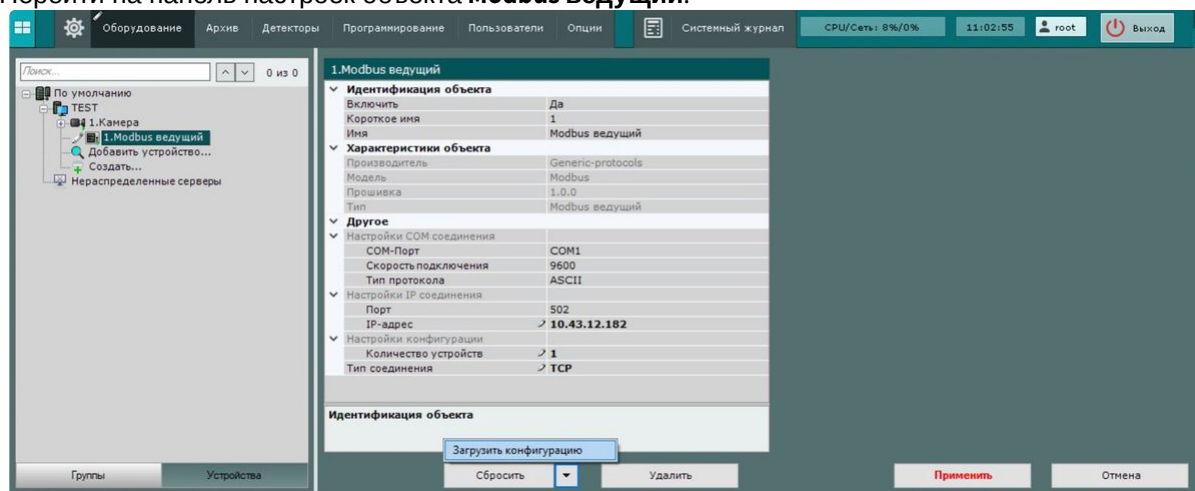 Перейти на панель настроек объекта Modbus ведущий.
Оборудование Архив Детекторы Программирование Пользователи Опции Системный журнал CPU/Сеть: 8%/0% 11:02:55 root Выход
Поиск... 0 из 0
По умолчанию
TEST
1.Камера
1.Modbus ведущий
Добавить устройство...
Создать...
Нераспределенные серверы
Группы Устройства
1.Modbus ведущий
Идентификация объекта
Включить Да
Короткое имя 1
Имя Modbus ведущий
Характеристики объекта
Производитель Generic-protocols
Модель Modbus
Прошивка 1.0.0
Тип Modbus ведущий
Другое
Настройки COM соединения
COM-Порт COM1
Скорость подключения 9600
Тип протокола ASCII
Настройки IP соединения
Порт 502
IP-адрес 10.43.12.182
Настройки конфигурации
Количество устройств 1
Тип соединения TCP
Идентификация объекта
Загрузить конфигурацию
Сбросить Удалить Применить Отмена